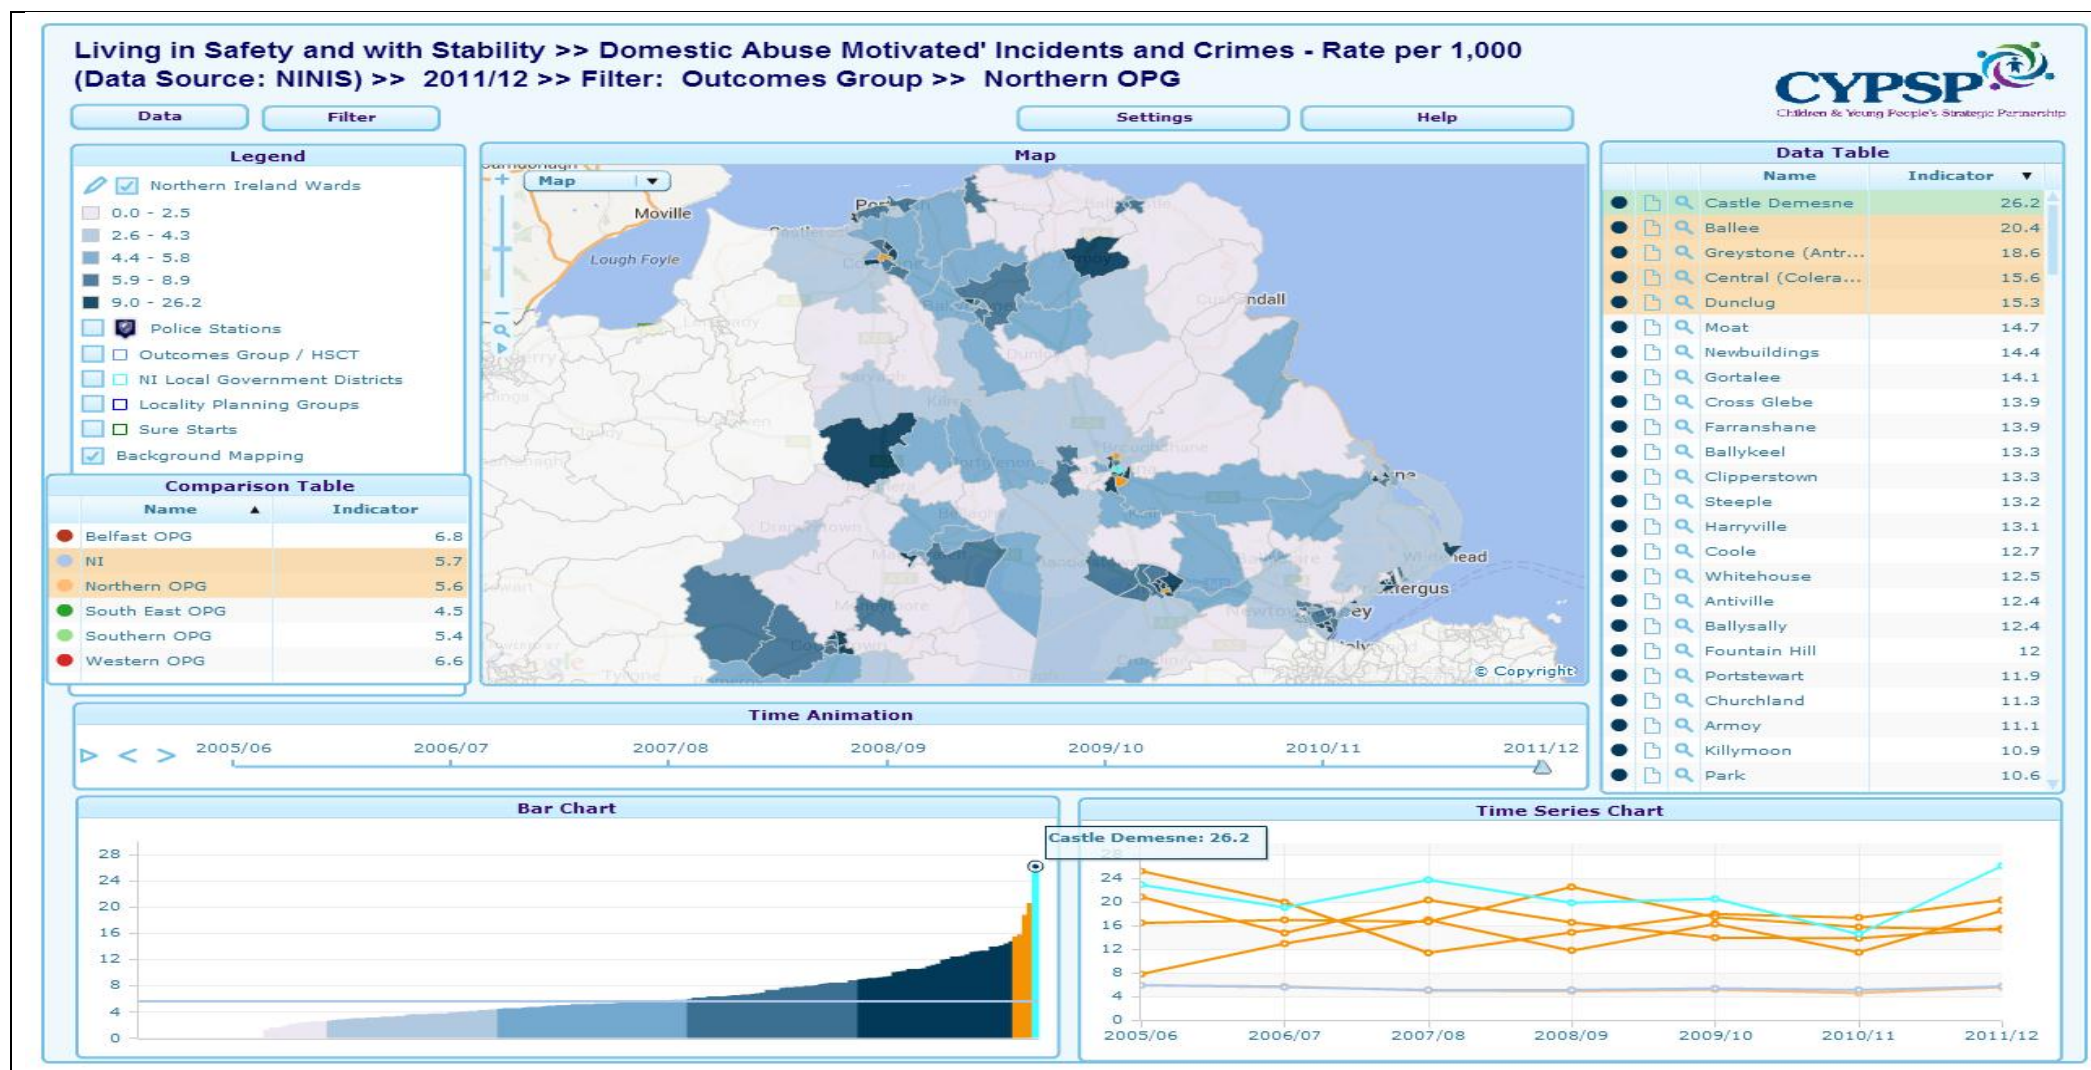 Living in Safety and with Stability >> Domestic Abuse Motivated' Incidents and Crimes - Rate per 1,000
(Data Source: NINIS) >> 2011/12 >> Filter: Outcomes Group >> Northern OPG
CYPSP
Children & Young People's Strategic Partnership
Data
Filter
Settings
Help
Legend
Northern Ireland Wards
0.0 - 2.5
2.6 - 4.3
4.4 - 5.8
5.9 - 8.9
9.0 - 26.2
Police Stations
Outcomes Group / HSCT
NI Local Government Districts
Locality Planning Groups
Sure Starts
Background Mapping
Comparison Table
Name ▲ Indicator
Belfast OPG 6.8
NI 5.7
Northern OPG 5.6
South East OPG 4.5
Southern OPG 5.4
Western OPG 6.6
Map
Map
Moville
Lough Foyle
ndall
ead
ergus
ey
© Copyright
Data Table
Name Indicator ▼
Castle Demesne 26.2
Ballee 20.4
Greystone (Antr... 18.6
Central (Colera... 15.6
Dunclug 15.3
Moat 14.7
Newbuildings 14.4
Gortalee 14.1
Cross Glebe 13.9
Farranshane 13.9
Ballykeel 13.3
Clipperstown 13.3
Steeple 13.2
Harryville 13.1
Coole 12.7
Whitehouse 12.5
Antiville 12.4
Ballysally 12.4
Fountain Hill 12
Portstewart 11.9
Churchland 11.3
Armoy 11.1
Killymoon 10.9
Park 10.6
Time Animation
2005/06 2006/07 2007/08 2008/09 2009/10 2010/11 2011/12
Bar Chart
28
24
20
16
12
8
4
0
Castle Demesne: 26.2
Time Series Chart
28
24
20
16
12
8
4
0
2005/06 2006/07 2007/08 2008/09 2009/10 2010/11 2011/12